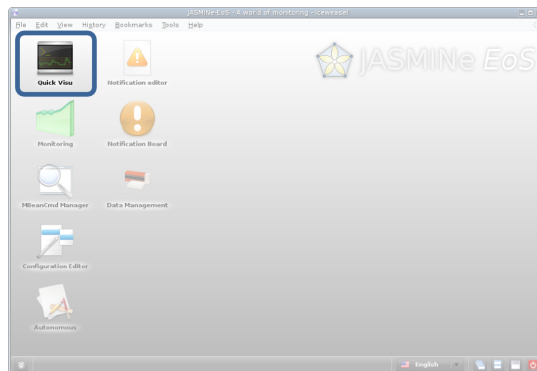 JASMINe-EoS - A world of monitoring - Iceweasel
File Edit View History Bookmarks Tools Help
JASMINe EoS
Quick Visu
Notification editor
Monitoring
Notification Board
MBeanCmd Manager
Data Management
Configuration Editor
Autonomous
English